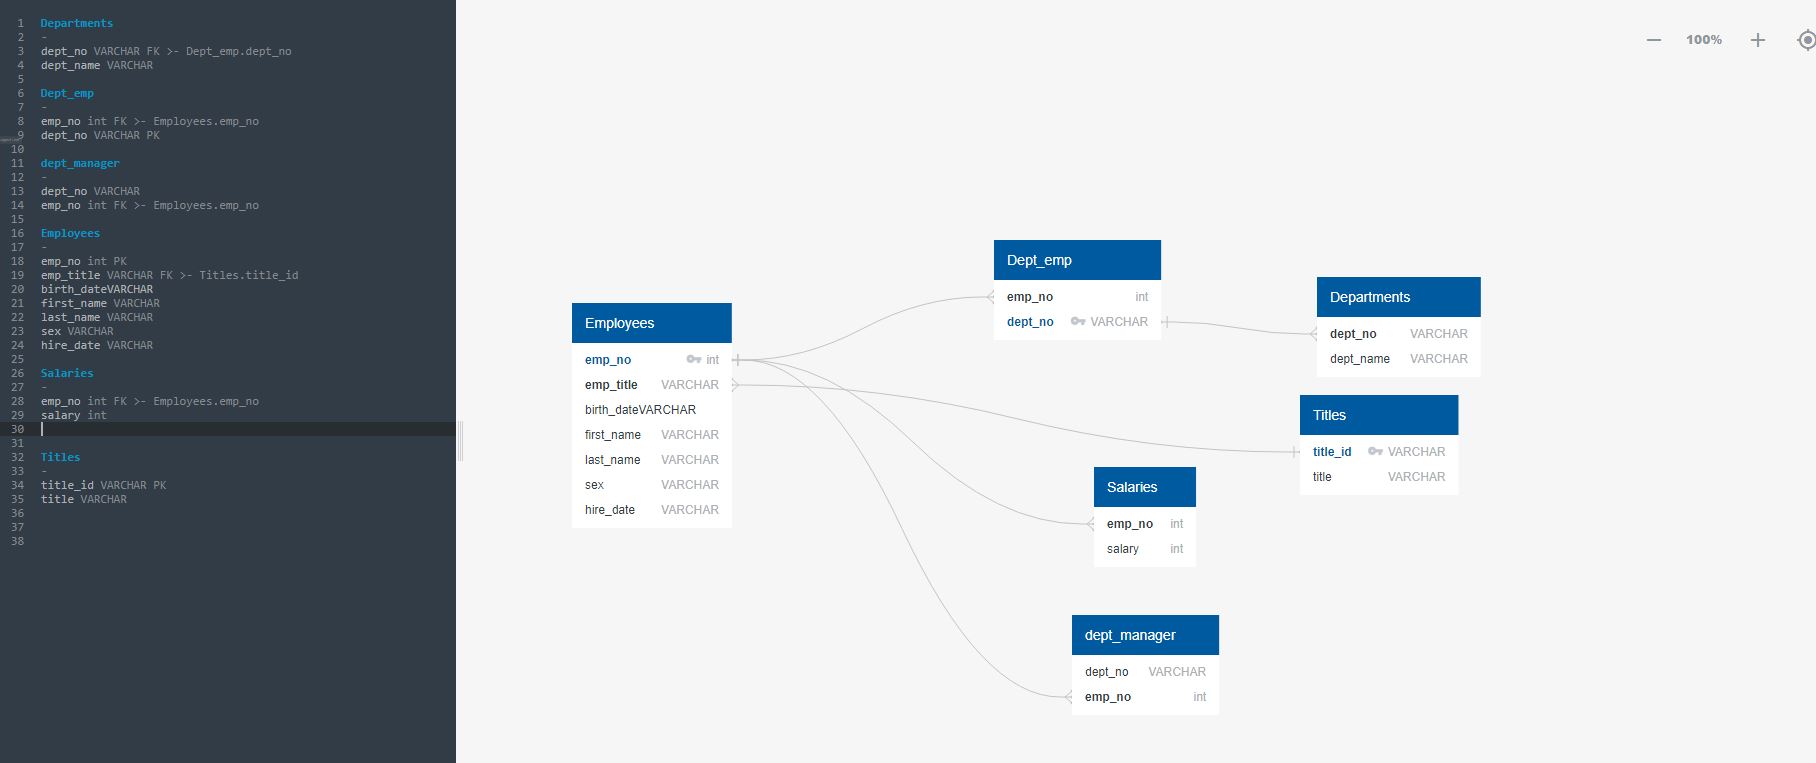 1 Departments
2 -
3 dept_no VARCHAR FK >- Dept_emp.dept_no
4 dept_name VARCHAR
5
6 Dept_emp
7 -
8 emp_no int FK >- Employees.emp_no
9 dept_no VARCHAR PK
10
11 dept_manager
12 -
13 dept_no VARCHAR
14 emp_no int FK >- Employees.emp_no
15
16 Employees
17 -
18 emp_no int PK
19 emp_title VARCHAR FK >- Titles.title_id
20 birth_dateVARCHAR
21 first_name VARCHAR
22 last_name VARCHAR
23 sex VARCHAR
24 hire_date VARCHAR
25
26 Salaries
27 -
28 emp_no int FK >- Employees.emp_no
29 salary int
30
31
32 Titles
33 -
34 title_id VARCHAR PK
35 title VARCHAR
36
37
38
100%
Employees
emp_no int
emp_title VARCHAR
birth_dateVARCHAR
first_name VARCHAR
last_name VARCHAR
sex VARCHAR
hire_date VARCHAR
Dept_emp
emp_no int
dept_no VARCHAR
Departments
dept_no VARCHAR
dept_name VARCHAR
Titles
title_id VARCHAR
title VARCHAR
Salaries
emp_no int
salary int
dept_manager
dept_no VARCHAR
emp_no int